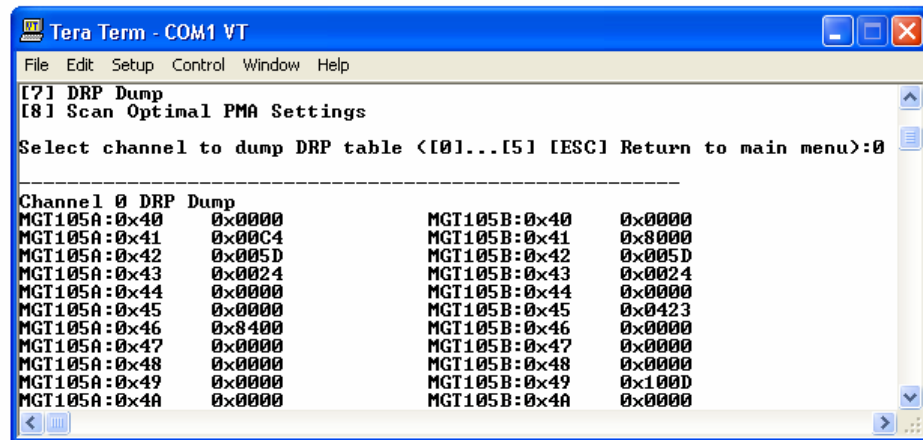 Tera Term - COM1 VT
File Edit Setup Control Window Help
[7] DRP Dump
[8] Scan Optimal PMA Settings
Select channel to dump DRP table ([0]...[5] [ESC] Return to main menu):0
Channel 0 DRP Dump
MGT105A:0x40 0x0000 MGT105B:0x40 0x0000
MGT105A:0x41 0x00C4 MGT105B:0x41 0x8000
MGT105A:0x42 0x005D MGT105B:0x42 0x005D
MGT105A:0x43 0x0024 MGT105B:0x43 0x0024
MGT105A:0x44 0x0000 MGT105B:0x44 0x0000
MGT105A:0x45 0x0000 MGT105B:0x45 0x0423
MGT105A:0x46 0x8400 MGT105B:0x46 0x0000
MGT105A:0x47 0x0000 MGT105B:0x47 0x0000
MGT105A:0x48 0x0000 MGT105B:0x48 0x0000
MGT105A:0x49 0x0000 MGT105B:0x49 0x100D
MGT105A:0x4A 0x0000 MGT105B:0x4A 0x0000